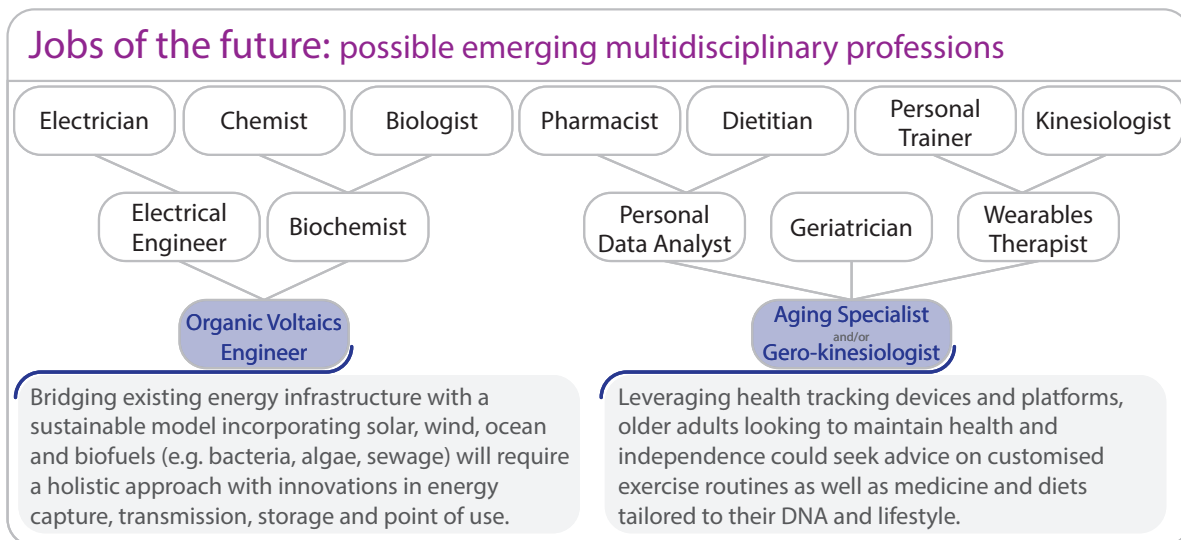 Jobs of the future: possible emerging multidisciplinary professions
Electrician
Chemist
Biologist
Pharmacist
Dietitian
Personal
Trainer
Kinesiologist
Electrical
Engineer
Biochemist
Personal
Data Analyst
Geriatrician
Wearables
Therapist
Organic Voltaics
Engineer
Aging Specialist
and/or
Gero-kinesiologist
Bridging existing energy infrastructure with a
sustainable model incorporating solar, wind, ocean
and biofuels (e.g. bacteria, algae, sewage) will require
a holistic approach with innovations in energy
capture, transmission, storage and point of use.
Leveraging health tracking devices and platforms,
older adults looking to maintain health and
independence could seek advice on customised
exercise routines as well as medicine and diets
tailored to their DNA and lifestyle.